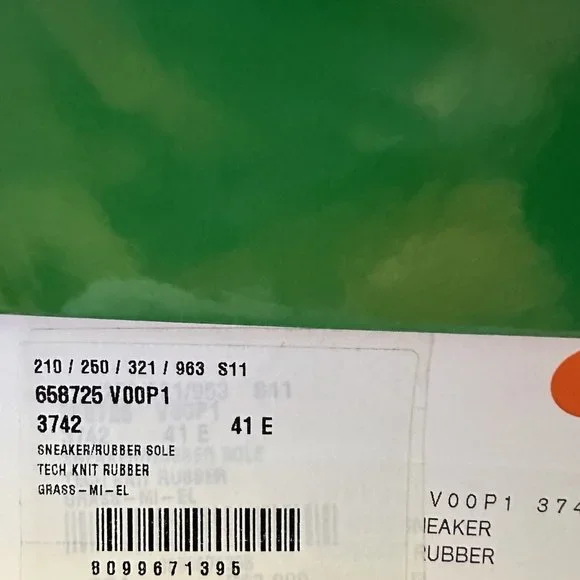 210 / 250 / 321 / 963 S11
658725 V00P1
3742 41 E
SNEAKER/RUBBER SOLE
TECH KNIT RUBBER
GRASS-MI-EL
8099671395
V00P1 374
NEAKER
RUBBER